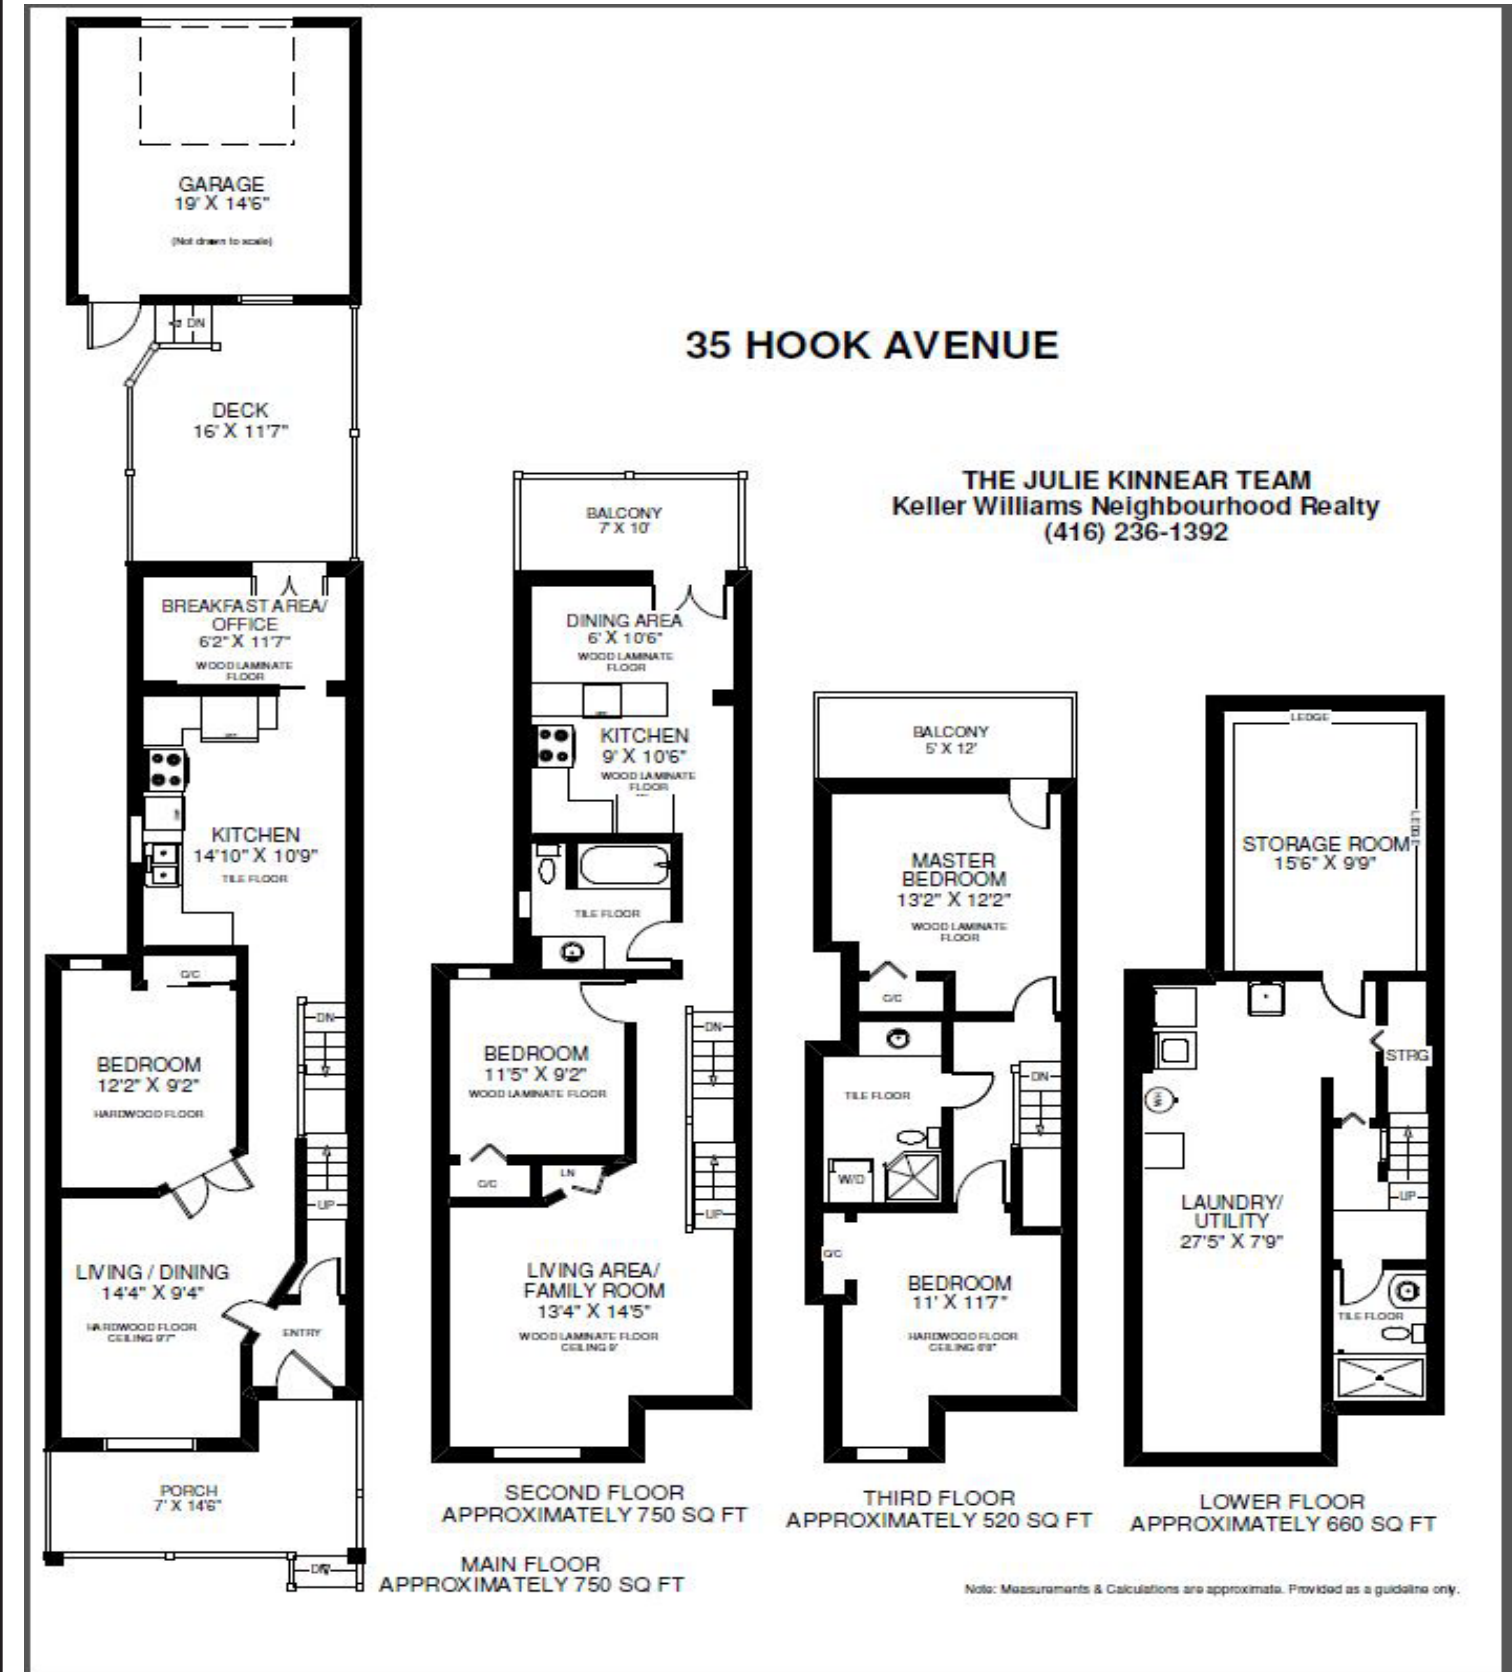 GARAGE
19' X 14'6"
(Not drawn to scale)
DN
DECK
16' X 11'7"
BREAKFAST AREA/
OFFICE
6'2" X 11'7"
WOOD LAMINATE
FLOOR
KITCHEN
14'10" X 10'9"
TILE FLOOR
C/C
BEDROOM
12'2" X 9'2"
HARDWOOD FLOOR
DN
UP
LIVING / DINING
14'4" X 9'4"
HARDWOOD FLOOR
CEILING 9'7"
ENTRY
PORCH
7' X 14'6"
DN
MAIN FLOOR
APPROXIMATELY 750 SQ FT
35 HOOK AVENUE
THE JULIE KINNEAR TEAM
Keller Williams Neighbourhood Realty
(416) 236-1392
BALCONY
7' X 10'
DINING AREA
6' X 10'6"
WOOD LAMINATE
FLOOR
KITCHEN
9' X 10'6"
WOOD LAMINATE
FLOOR
TILE FLOOR
BEDROOM
11'5" X 9'2"
WOOD LAMINATE FLOOR
DN
C/C
LN
UP
LIVING AREA/
FAMILY ROOM
13'4" X 14'5"
WOOD LAMINATE FLOOR
CEILING 9'
SECOND FLOOR
APPROXIMATELY 750 SQ FT
BALCONY
5' X 12'
MASTER
BEDROOM
13'2" X 12'2"
WOOD LAMINATE
FLOOR
C/C
DN
TILE FLOOR
W/D
C/C
BEDROOM
11' X 11'7"
HARDWOOD FLOOR
THIRD FLOOR
APPROXIMATELY 520 SQ FT
LEDGE
LEDGE
STORAGE ROOM
15'6" X 9'9"
STRG
WH
UP
LAUNDRY/
UTILITY
27'5" X 7'9"
TILE FLOOR
LOWER FLOOR
APPROXIMATELY 660 SQ FT
Note: Measurements & Calculations are approximate. Provided as a guideline only.